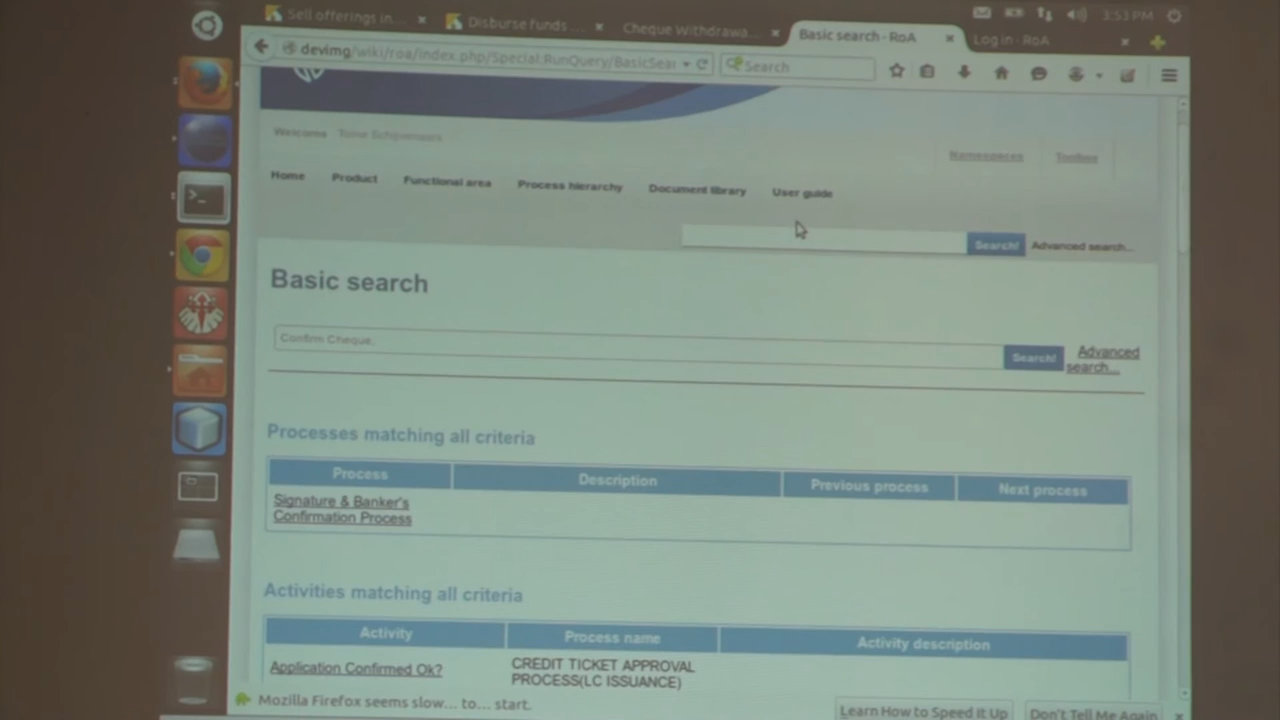 Sell offerings in...
Disburse funds ...
Cheque Withdrawa...
Basic search - RoA
Log in - RoA
3:53 PM
devimg/wiki/roa/index.php/Special:RunQuery/BasicSear
Search
Welcome
Namespaces
Toolbox
Home
Product
Functional area
Process hierarchy
Document library
User guide
Search!
Advanced search...
Basic search
Confirm Cheque.
Search!
Advanced
search...
Processes matching all criteria
Process
Description
Previous process
Next process
Signature & Banker's
Confirmation Process
Activities matching all criteria
Activity
Process name
Activity description
Application Confirmed Ok?
CREDIT TICKET APPROVAL
PROCESS(LC ISSUANCE)
Mozilla Firefox seems slow... to... start.
Learn How to Speed It Up
Don't Tell Me Again